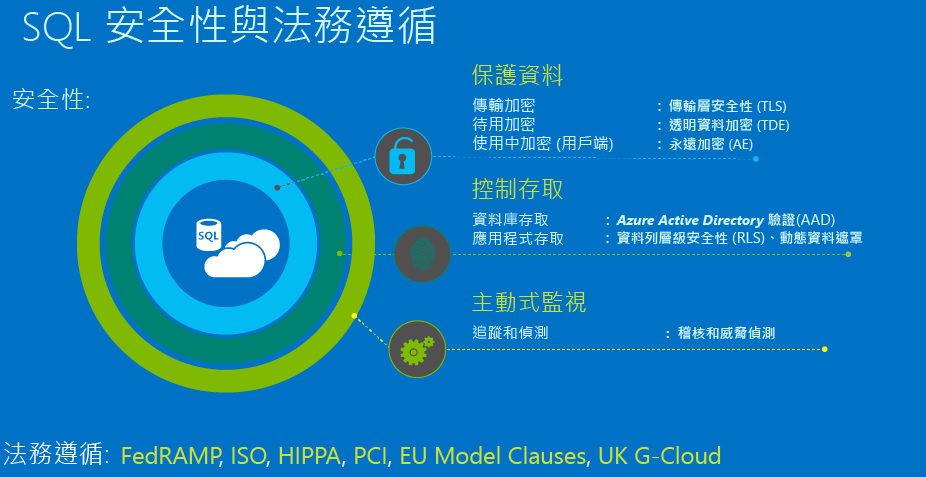 SQL 安全性與法務遵循
安全性:
SQL
保護資料
傳輸加密 : 傳輸層安全性 (TLS)
待用加密 : 透明資料加密 (TDE)
使用中加密 (用戶端) : 永遠加密 (AE)
控制存取
資料庫存取 : Azure Active Directory 驗證(AAD)
應用程式存取 : 資料列層級安全性 (RLS)、動態資料遮罩
主動式監視
追蹤和偵測 : 稽核和威脅偵測
法務遵循: FedRAMP, ISO, HIPPA, PCI, EU Model Clauses, UK G-Cloud